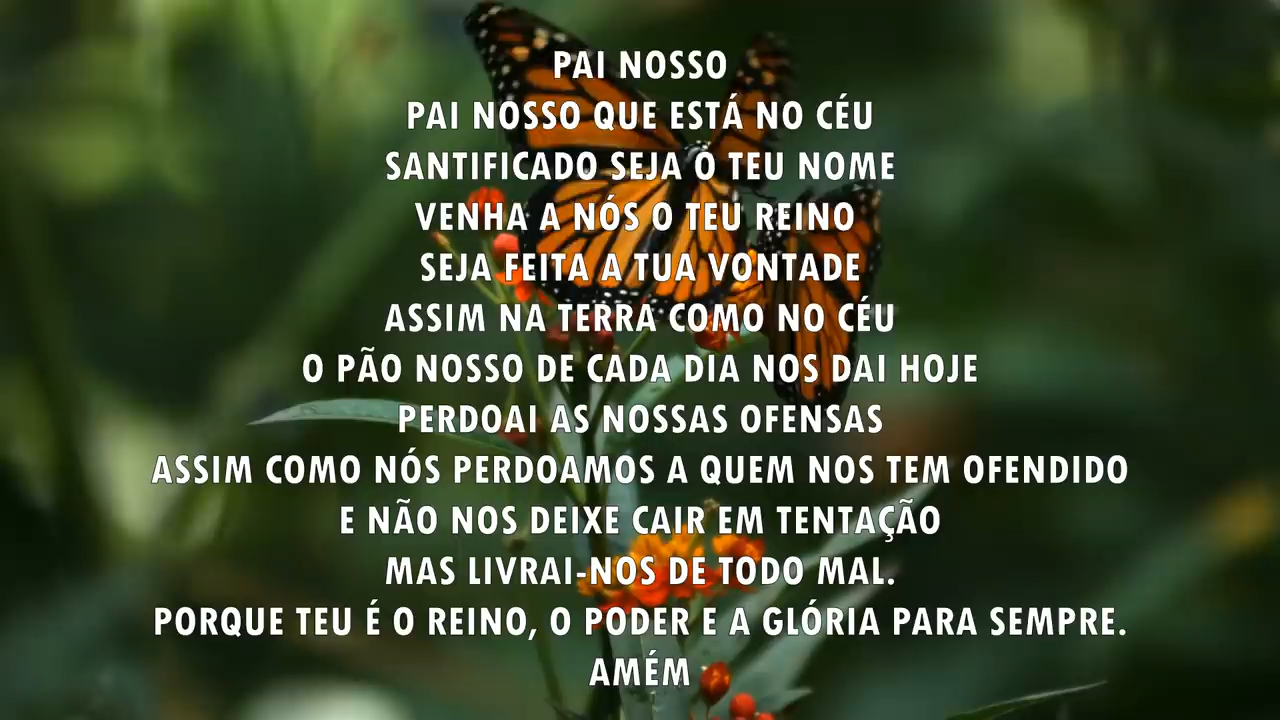 PAI NOSSO
PAI NOSSO QUE ESTÁ NO CÉU
SANTIFICADO SEJA O TEU NOME
VENHA A NÓS O TEU REINO
SEJA FEITA A TUA VONTADE
ASSIM NA TERRA COMO NO CÉU
O PÃO NOSSO DE CADA DIA NOS DAI HOJE
PERDOAI AS NOSSAS OFENSAS
ASSIM COMO NÓS PERDOAMOS A QUEM NOS TEM OFENDIDO
E NÃO NOS DEIXE CAIR EM TENTAÇÃO
MAS LIVRAI-NOS DE TODO MAL.
PORQUE TEU É O REINO, O PODER E A GLÓRIA PARA SEMPRE.
AMÉM